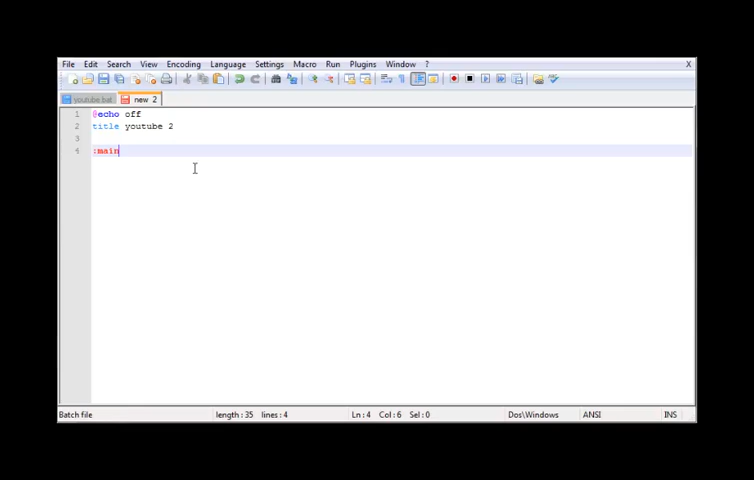 File Edit Search View Encoding Language Settings Macro Run Plugins Window ? X
youtube.bat new 2
1 @echo off
2 title youtube 2
3
4 :main
Batch file length : 35 lines : 4 Ln : 4 Col : 6 Sel : 0 Dos\Windows ANSI INS